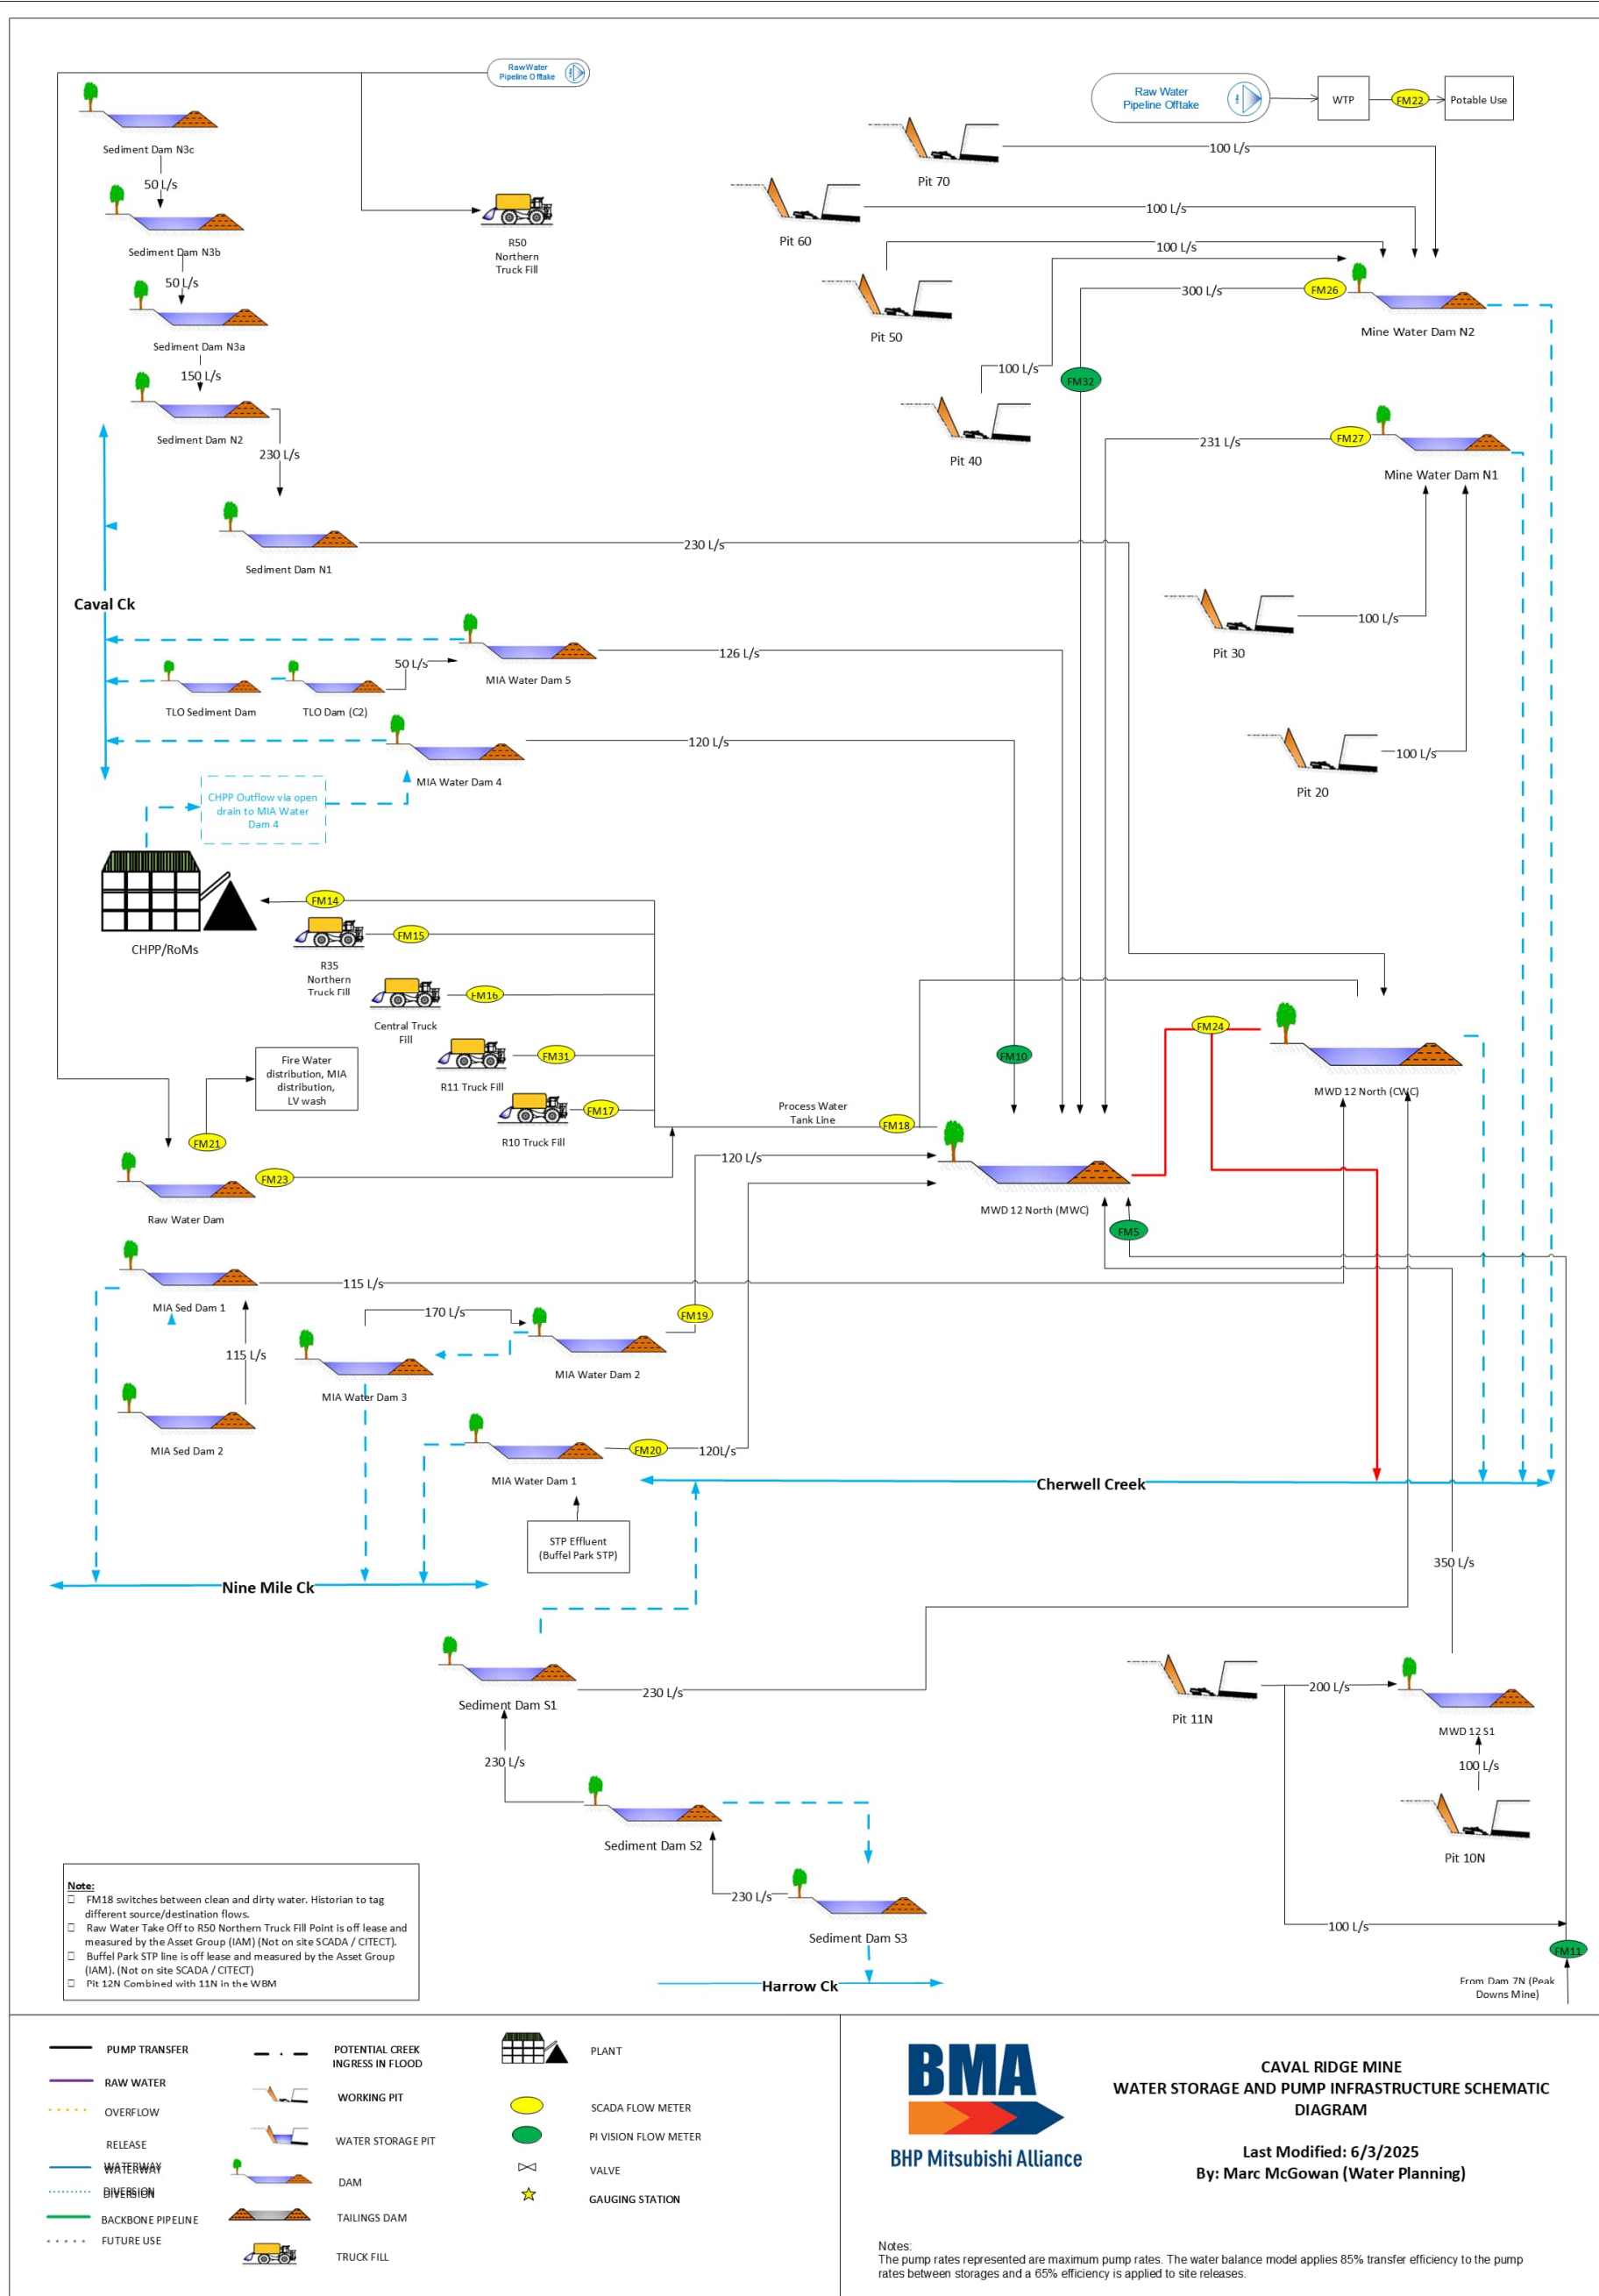 RawWater
Pipeline Offtake
Raw Water
Pipeline Offtake
WTP
FM22
Potable Use
Sediment Dam N3c
50 L/s
Sediment Dam N3b
50 L/s
Sediment Dam N3a
150 L/s
Sediment Dam N2
230 L/s
Sediment Dam N1
230 L/s
R50
Northern
Truck Fill
Pit 70
100 L/s
Pit 60
100 L/s
Pit 50
100 L/s
Pit 40
100 L/s
300 L/s
FM26
Mine Water Dam N2
FM32
231 L/s
FM27
Mine Water Dam N1
Pit 30
100 L/s
Pit 20
100 L/s
Caval Ck
50 L/s
MIA Water Dam 5
126 L/s
TLO Sediment Dam
TLO Dam (C2)
MIA Water Dam 4
120 L/s
CHPP Outflow via open
drain to MIA Water
Dam 4
CHPP/RoMs
FM14
FM15
R35
Northern
Truck Fill
FM16
Central Truck
Fill
FM31
R11 Truck Fill
FM17
R10 Truck Fill
Fire Water
distribution, MIA
distribution,
LV wash
FM21
FM23
Raw Water Dam
Process Water
Tank Line
FM18
FM10
FM24
MWD 12 North (CWC)
120 L/s
MWD 12 North (MWC)
FM5
MIA Sed Dam 1
115 L/s
115 L/s
MIA Sed Dam 2
170 L/s
MIA Water Dam 3
MIA Water Dam 2
FM19
MIA Water Dam 1
FM20
120L/s
STP Effluent
(Buffel Park STP)
Cherwell Creek
Nine Mile Ck
350 L/s
Sediment Dam S1
230 L/s
230 L/s
Sediment Dam S2
230 L/s
Sediment Dam S3
Harrow Ck
Pit 11N
200 L/s
MWD 12 S1
100 L/s
Pit 10N
100 L/s
FM11
From Dam 7N (Peak
Downs Mine)
Note:
FM18 switches between clean and dirty water. Historian to tag
different source/destination flows.
Raw Water Take Off to R50 Northern Truck Fill Point is off lease and
measured by the Asset Group (IAM) (Not on site SCADA / CITECT).
Buffel Park STP line is off lease and measured by the Asset Group
(IAM). (Not on site SCADA / CITECT)
Pit 12N Combined with 11N in the WBM
PUMP TRANSFER
RAW WATER
OVERFLOW
RELEASE
WATERWAY
WATERWAY
DIVERSION
DIVERSION
BACKBONE PIPELINE
FUTURE USE
POTENTIAL CREEK
INGRESS IN FLOOD
WORKING PIT
WATER STORAGE PIT
DAM
TAILINGS DAM
TRUCK FILL
PLANT
SCADA FLOW METER
PI VISION FLOW METER
VALVE
GAUGING STATION
BMA
BHP Mitsubishi Alliance
CAVAL RIDGE MINE
WATER STORAGE AND PUMP INFRASTRUCTURE SCHEMATIC
DIAGRAM
Last Modified: 6/3/2025
By: Marc McGowan (Water Planning)
Notes:
The pump rates represented are maximum pump rates. The water balance model applies 85% transfer efficiency to the pump
rates between storages and a 65% efficiency is applied to site releases.